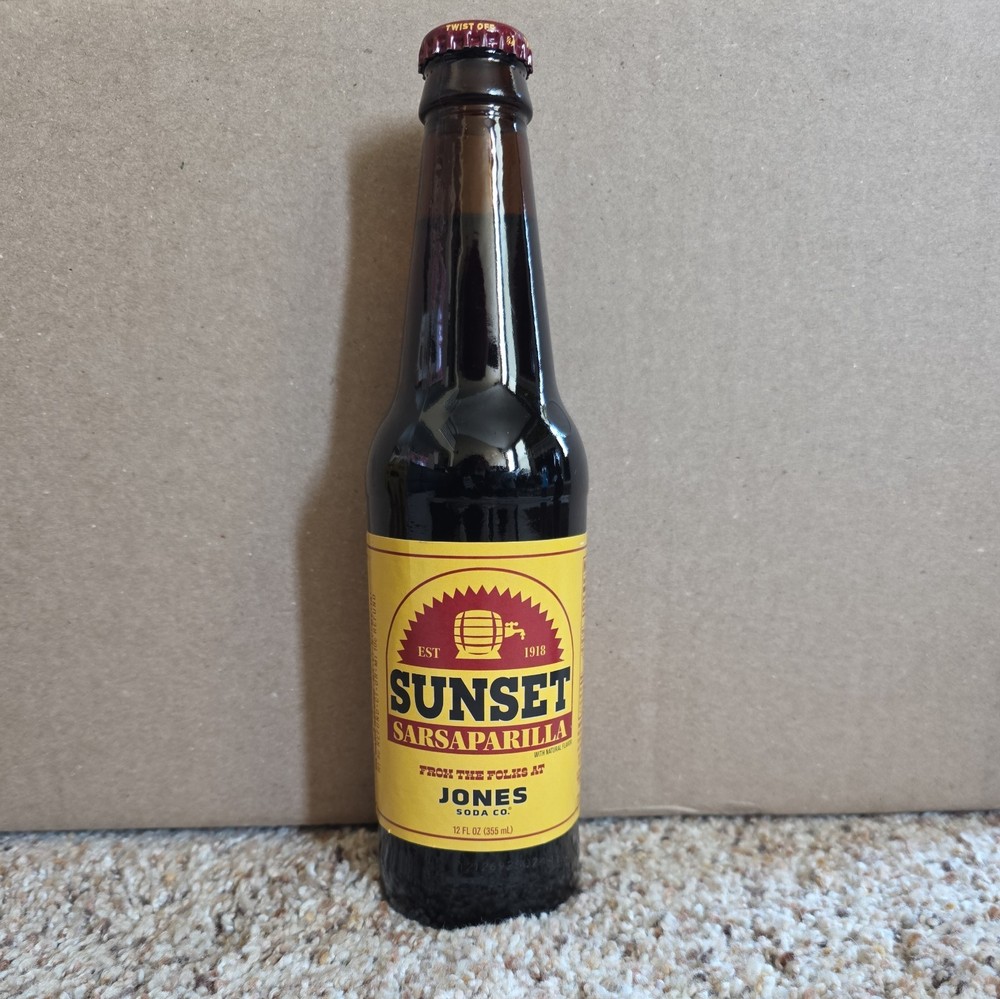 TWIST OFF
EST 1918
SUNSET
SARSAPARILLA
WITH NATURAL FLAVOR
FROM THE FOLKS AT
JONES
SODA CO.
12 FL OZ (355 mL)